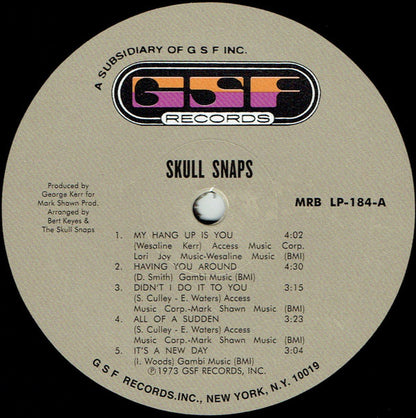 A SUBSIDIARY OF G S F INC.
GSF
RECORDS
SKULL SNAPS
Produced by
George Kerr for
Mark Shawn Prod.
Arranged by
Bert Keyes &
The Skull Snaps
MRB LP-184-A
1. MY HANG UP IS YOU 4:02
(Wesaline Kerr) Access Music Corp.
Lori Joy Music-Wesaline Music (BMI)
2. HAVING YOU AROUND 4:30
(D. Smith) Gambi Music (BMI)
3. DIDN'T I DO IT TO YOU 3:15
(S. Culley - E. Waters) Access
Music Corp.-Mark Shawn Music (BMI)
4. ALL OF A SUDDEN 3:23
(S. Culley - E. Waters) Access
Music Corp.-Mark Shawn Music (BMI)
5. IT'S A NEW DAY 3:04
(I. Woods) Gambi Music (BMI)
Ⓟ1973 GSF RECORDS, INC.
G S F RECORDS.INC., NEW YORK, N.Y. 10019